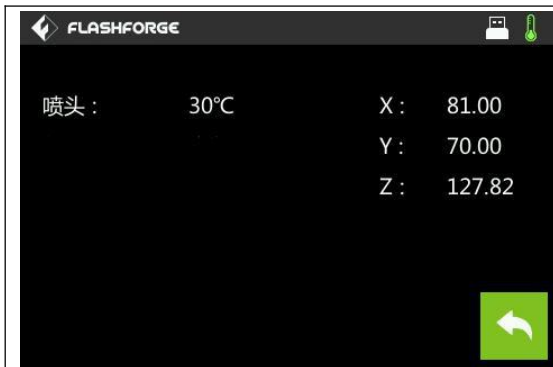 FLASHFORGE
喷头： 30℃ X： 81.00
Y： 70.00
Z： 127.82